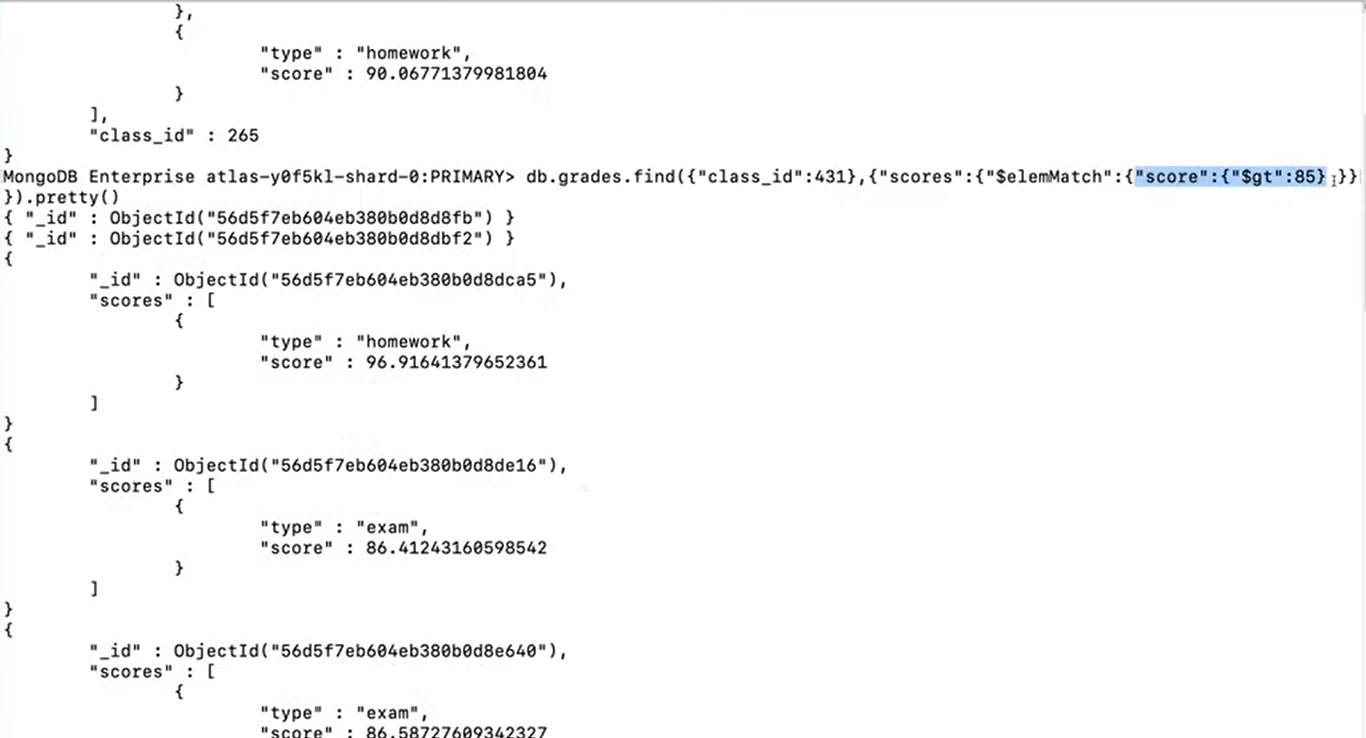 },
{
"type" : "homework",
"score" : 90.06771379981804
}
],
"class_id" : 265
}
MongoDB Enterprise atlas-y0f5kl-shard-0:PRIMARY> db.grades.find({"class_id":431},{"scores":{"$elemMatch":{"score":{"$gt":85}}}
}).pretty()
{ "_id" : ObjectId("56d5f7eb604eb380b0d8d8fb") }
{ "_id" : ObjectId("56d5f7eb604eb380b0d8dbf2") }
{
"_id" : ObjectId("56d5f7eb604eb380b0d8dca5"),
"scores" : [
{
"type" : "homework",
"score" : 96.91641379652361
}
]
}
{
"_id" : ObjectId("56d5f7eb604eb380b0d8de16"),
"scores" : [
{
"type" : "exam",
"score" : 86.41243160598542
}
]
}
{
"_id" : ObjectId("56d5f7eb604eb380b0d8e640"),
"scores" : [
{
"type" : "exam",
"score" : 86.58727609342327